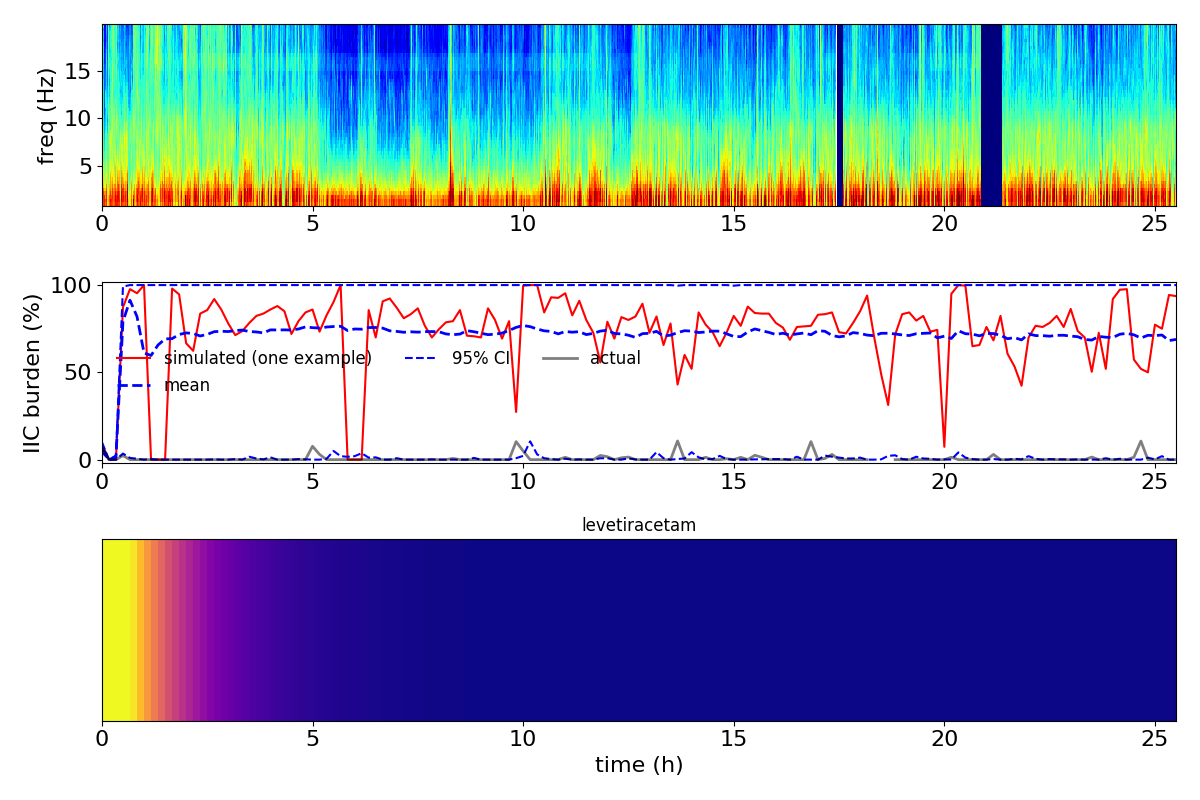 freq (Hz)
15
10
5
0 5 10 15 20 25
IIC burden (%)
100
50
0
simulated (one example) 95% CI actual
mean
0 5 10 15 20 25
levetiracetam
0 5 10 15 20 25
time (h)